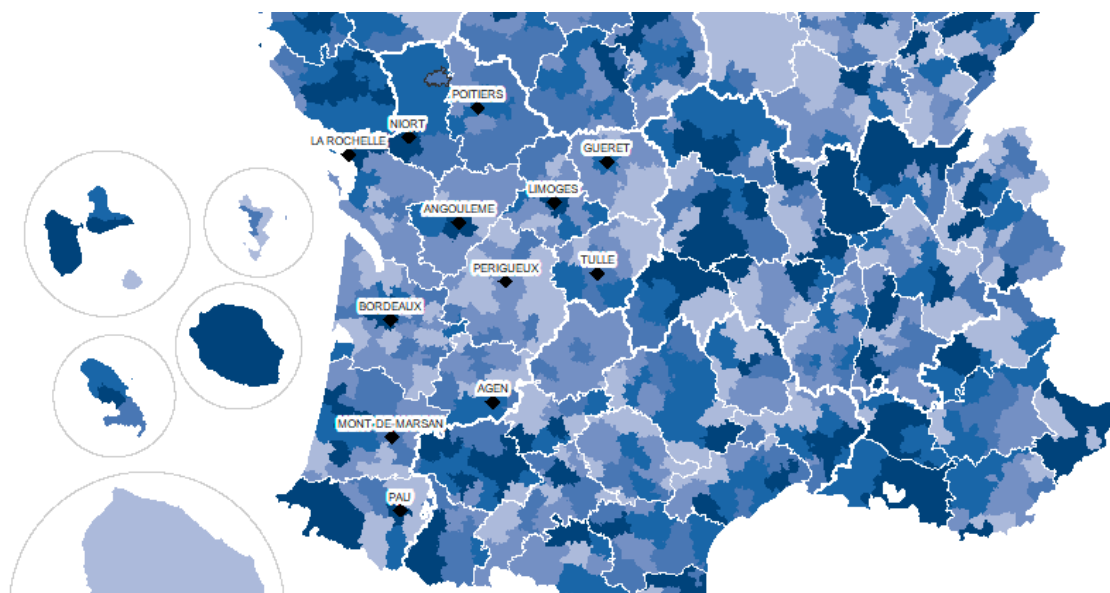 POITIERS
NIORT
LA ROCHELLE
GUERET
LIMOGES
ANGOULEME
TULLE
PERIGUEUX
BORDEAUX
AGEN
MONT-DE-MARSAN
PAU